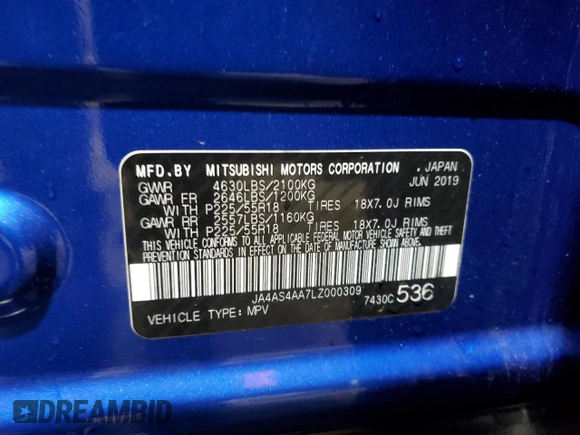 MFD.BY MITSUBISHI MOTORS CORPORATION . JAPAN
GVWR 4630LBS/2100KG JUN 2019
GAWR FR 2646LBS/1200KG
WITH P225/55R18 TIRES 18X7.0J RIMS
GAWR RR 2557LBS/1160KG
WITH P225/55R18 TIRES 18X7.0J RIMS
THIS VEHICLE CONFORMS TO ALL APPLICABLE FEDERAL MOTOR VEHICLE SAFETY, BUMPER AND THEFT
PREVENTION STANDARDS IN EFFECT ON THE DATE OF MANUFACTURE SHOWN ABOVE.
JA4AS4AA7LZ000309
7430C 536
VEHICLE TYPE: MPV
DREAMBID